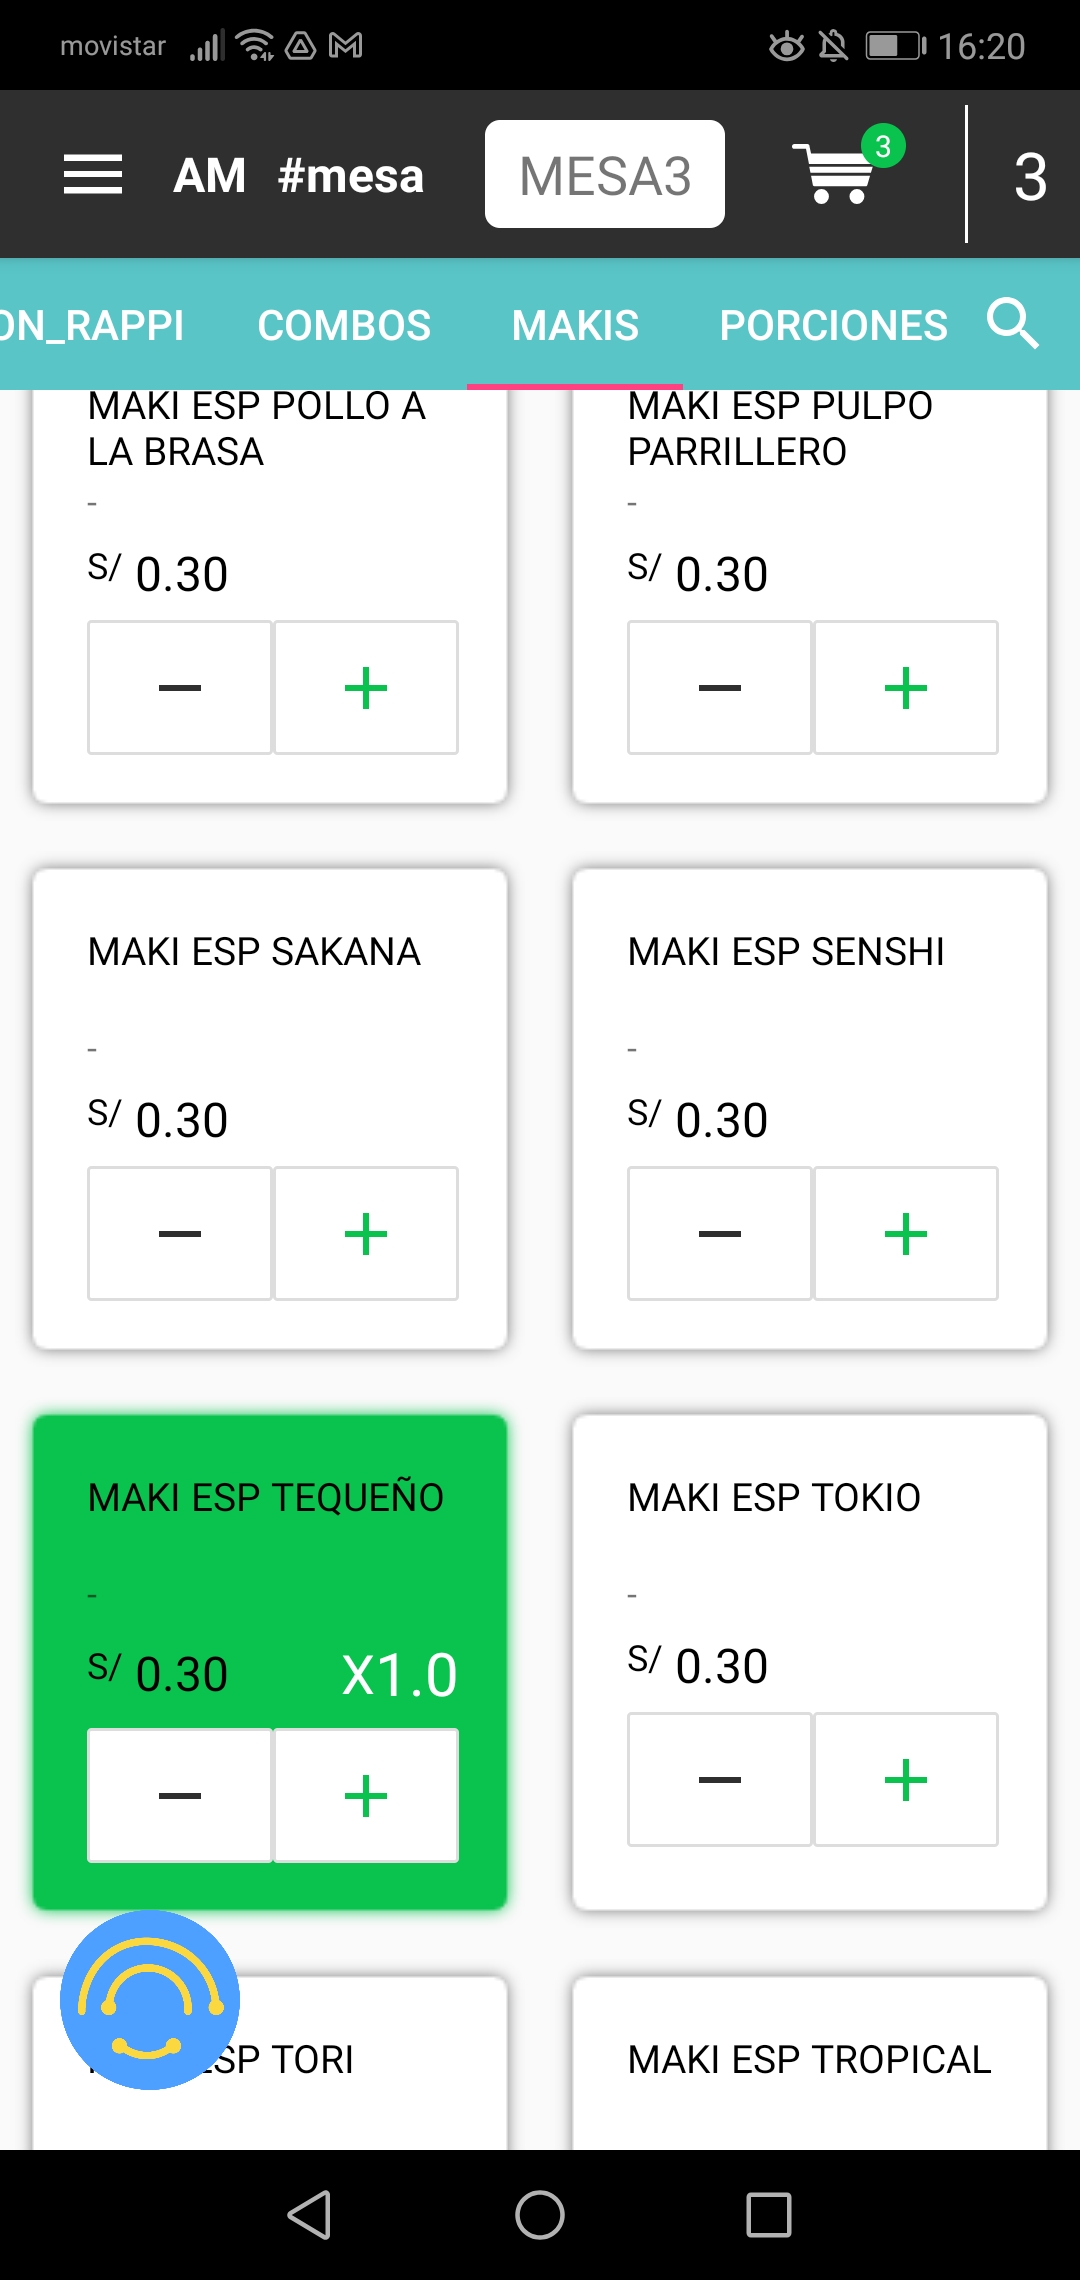 movistar
16:20
AM #mesa MESA3 3 3
ON_RAPPI COMBOS MAKIS PORCIONES
MAKI ESP POLLO A
LA BRASA
-
S/ 0.30
MAKI ESP PULPO
PARRILLERO
-
S/ 0.30
MAKI ESP SAKANA
-
S/ 0.30
MAKI ESP SENSHI
-
S/ 0.30
MAKI ESP TEQUEÑO
-
S/ 0.30 X1.0
MAKI ESP TOKIO
-
S/ 0.30
ESP TORI
MAKI ESP TROPICAL